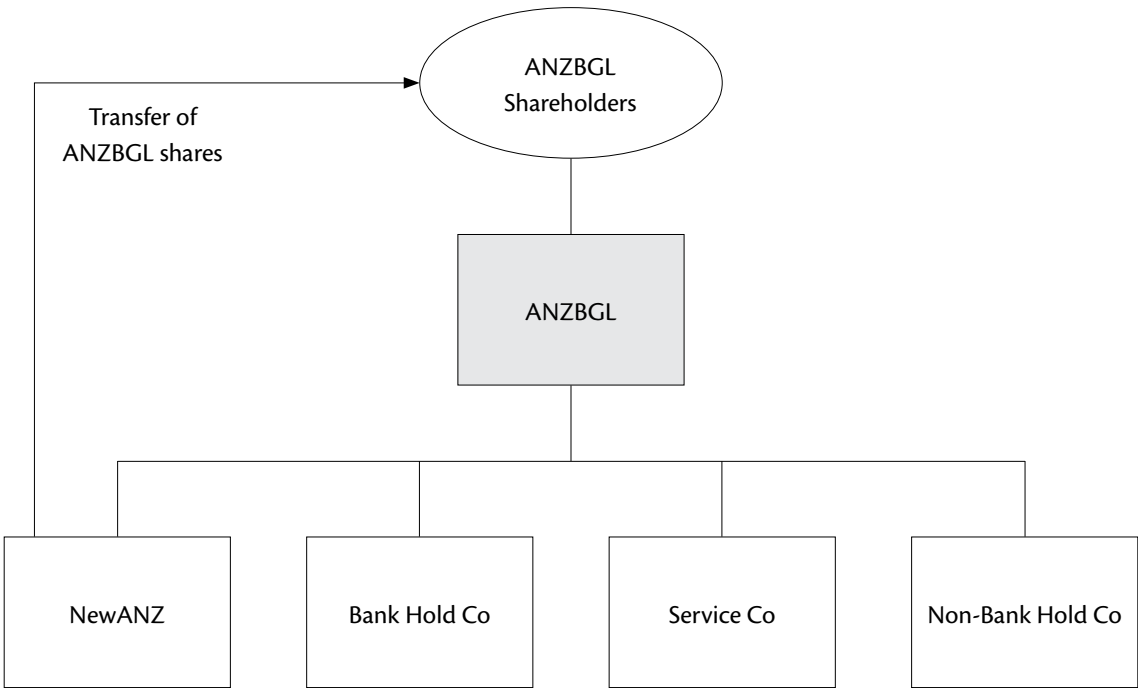 ANZBGL
Shareholders
Transfer of
ANZBGL shares
ANZBGL
NewANZ
Bank Hold Co
Service Co
Non-Bank Hold Co